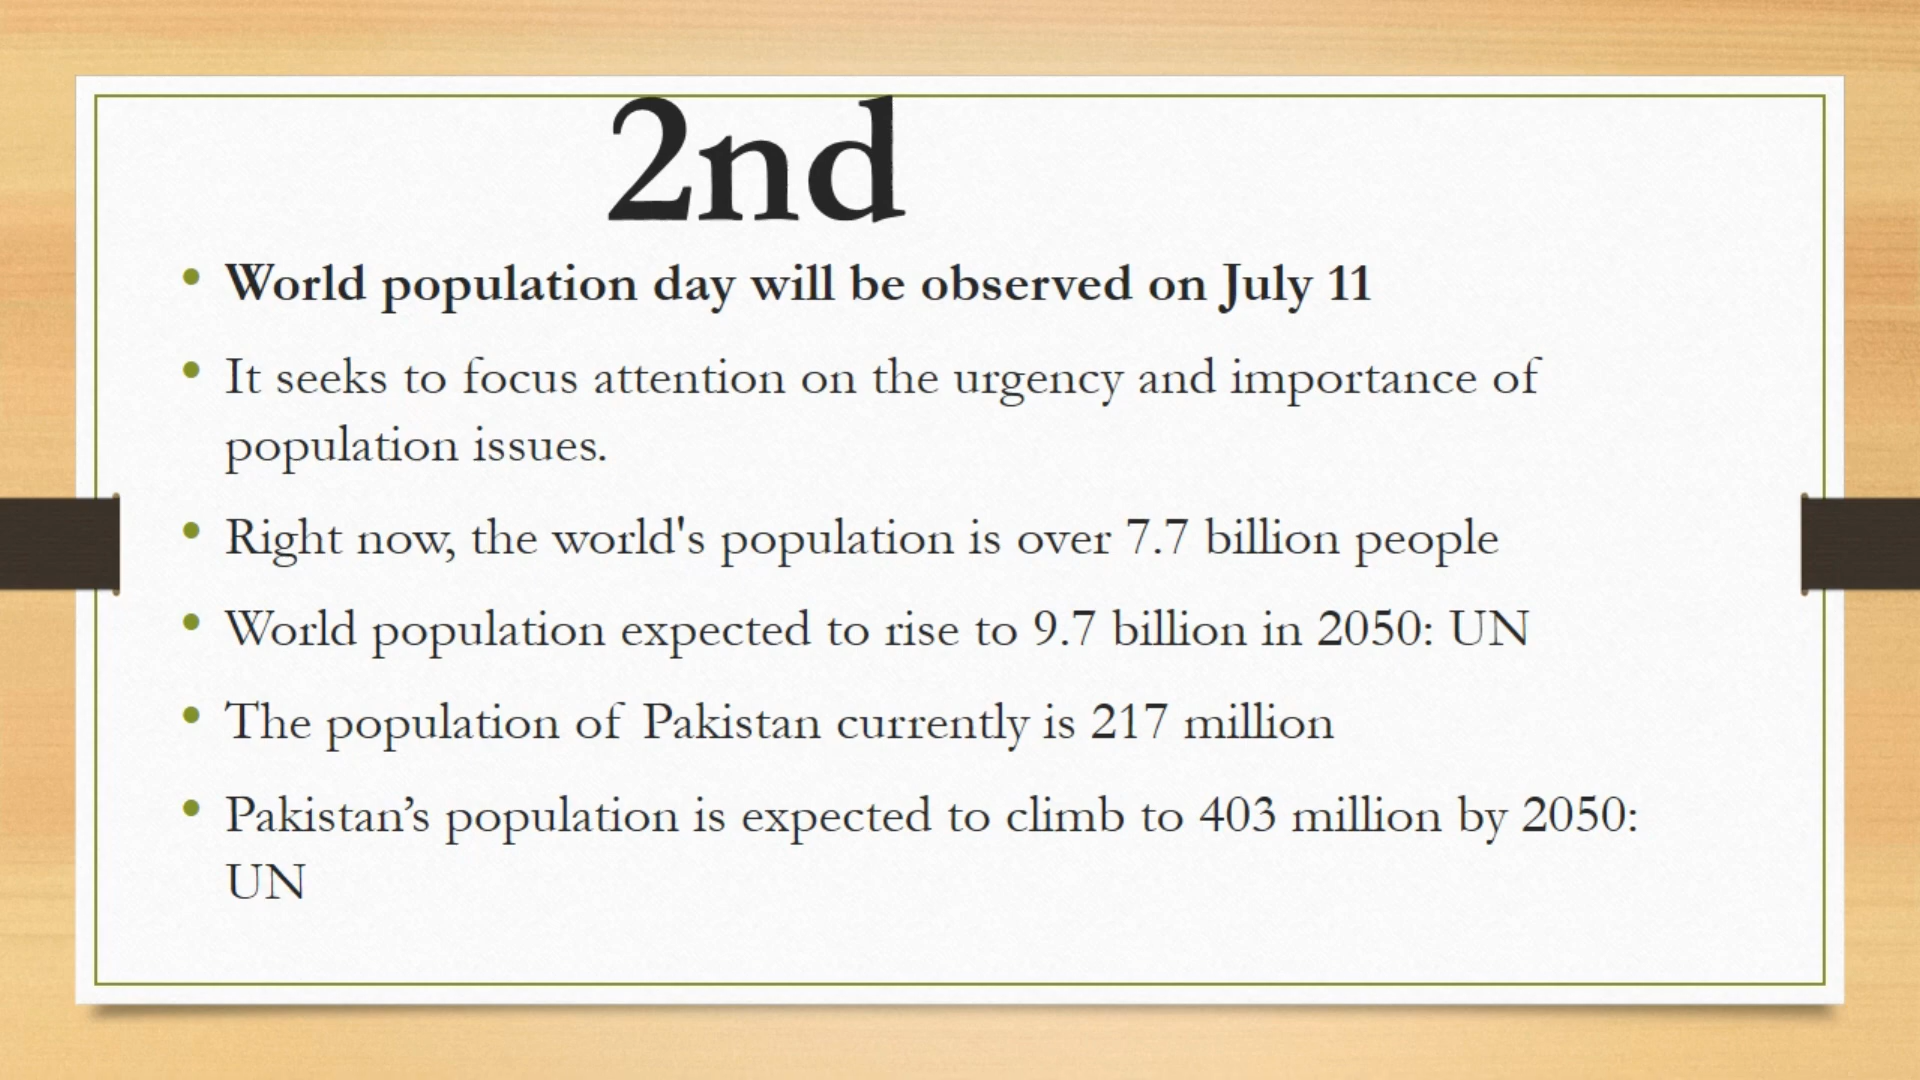 2nd
• World population day will be observed on July 11
• It seeks to focus attention on the urgency and importance of
population issues.
• Right now, the world's population is over 7.7 billion people
• World population expected to rise to 9.7 billion in 2050: UN
• The population of Pakistan currently is 217 million
• Pakistan’s population is expected to climb to 403 million by 2050:
UN